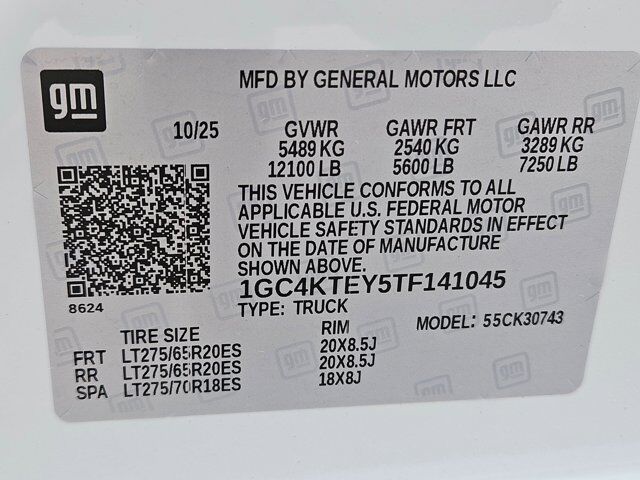 gm
MFD BY GENERAL MOTORS LLC
10/25 GVWR GAWR FRT GAWR RR
5489 KG 2540 KG 3289 KG
12100 LB 5600 LB 7250 LB
THIS VEHICLE CONFORMS TO ALL
APPLICABLE U.S. FEDERAL MOTOR
VEHICLE SAFETY STANDARDS IN EFFECT
ON THE DATE OF MANUFACTURE
SHOWN ABOVE.
1GC4KTEY5TF141045
8624
TYPE: TRUCK
MODEL: 55CK30743
TIRE SIZE RIM
FRT LT275/65R20ES 20X8.5J
RR LT275/65R20ES 20X8.5J
SPA LT275/70R18ES 18X8J